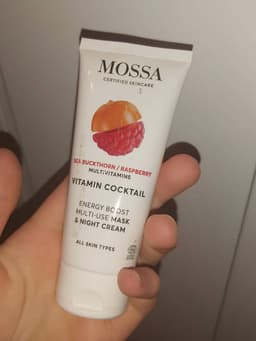 MOSSA
CERTIFIED SKINCARE
SEA BUCKTHORN / RASPBERRY
MULTIVITAMINS
VITAMIN COCKTAIL
ENERGY BOOST
MULTI-USE MASK
& NIGHT CREAM
ALL SKIN TYPES